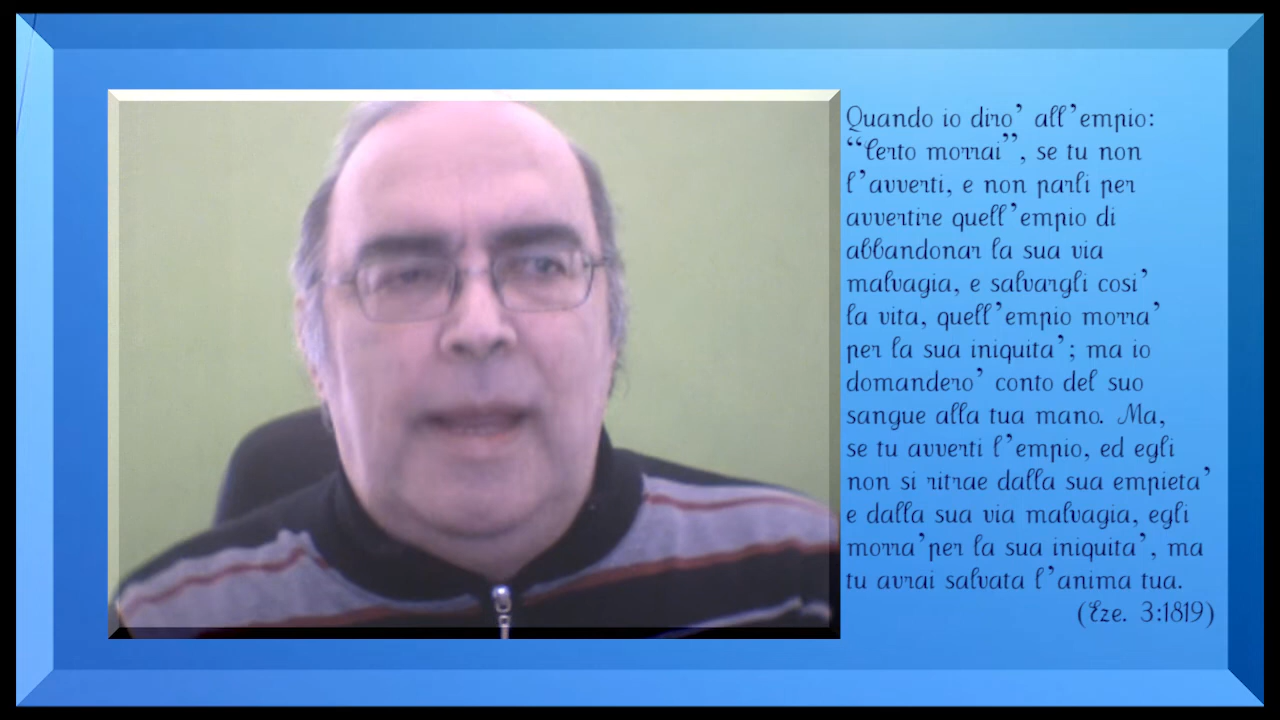 Quando io diro' all'empio:
“Certo morrai”, se tu non
l'avverti, e non parli per
avvertire quell'empio di
abbandonar la sua via
malvagia, e salvargli cosi'
la vita, quell'empio morra'
per la sua iniquita'; ma io
domandero' conto del suo
sangue alla tua mano. Ma,
se tu avverti l'empio, ed egli
non si ritrae dalla sua empieta'
e dalla sua via malvagia, egli
morra'per la sua iniquita', ma
tu avrai salvata l'anima tua.
(Eze. 3:1819)